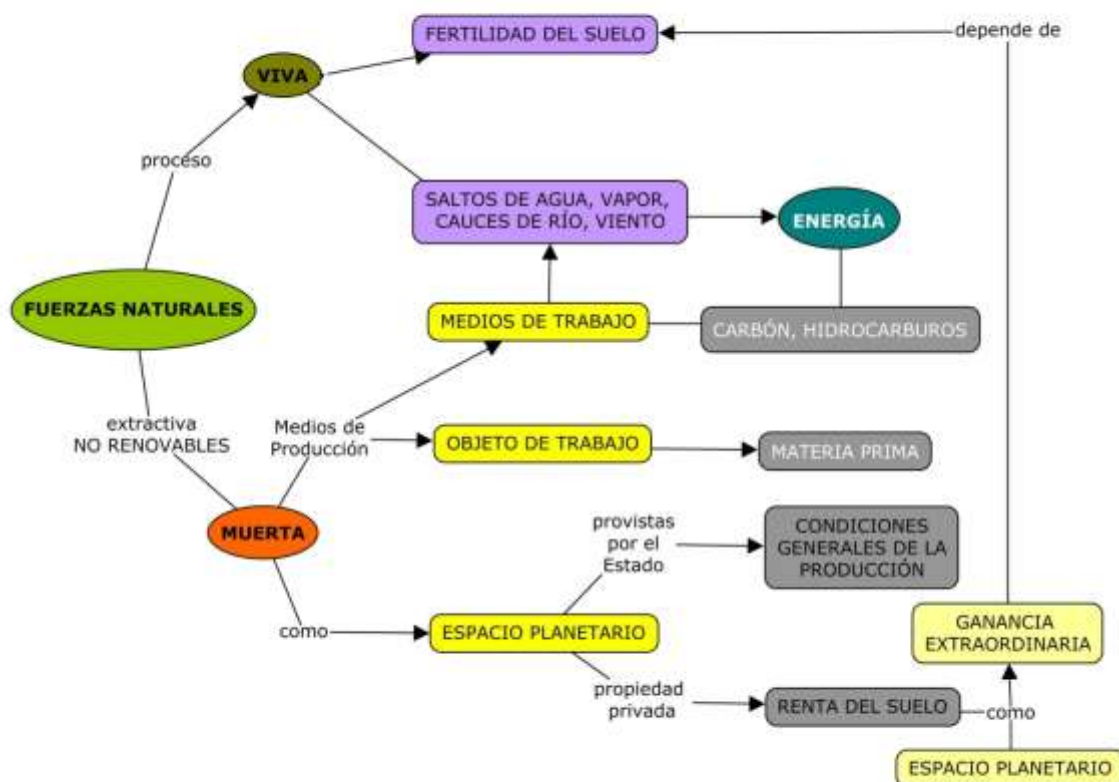 FERTILIDAD DEL SUELO
depende de
VIVA
proceso
SALTOS DE AGUA, VAPOR,
CAUCES DE RÍO, VIENTO
ENERGÍA
FUERZAS NATURALES
MEDIOS DE TRABAJO
CARBÓN, HIDROCARBUROS
extractiva
NO RENOVABLES
Medios de
Producción
OBJETO DE TRABAJO
MATERIA PRIMA
MUERTA
provistas
por el
Estado
CONDICIONES
GENERALES DE LA
PRODUCCIÓN
como
ESPACIO PLANETARIO
GANANCIA
EXTRAORDINARIA
propiedad
privada
RENTA DEL SUELO
como
ESPACIO PLANETARIO